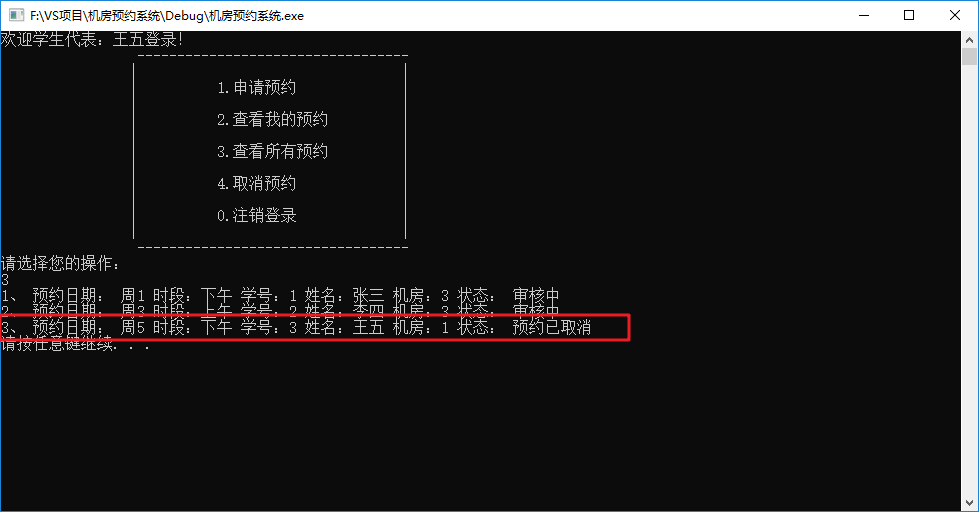 F:\VS项目\机房预约系统\Debug\机房预约系统.exe
欢迎学生代表：王五登录!
----------------------------------
1.申请预约
2.查看我的预约
3.查看所有预约
4.取消预约
0.注销登录
----------------------------------
请选择您的操作：
3
1、 预约日期： 周1 时段：下午 学号：1 姓名：张三 机房：3 状态： 审核中
2、 预约日期： 周3 时段：上午 学号：2 姓名：李四 机房：3 状态： 审核中
3、 预约日期： 周5 时段：下午 学号：3 姓名：王五 机房：1 状态： 预约已取消
请按任意键继续. . .